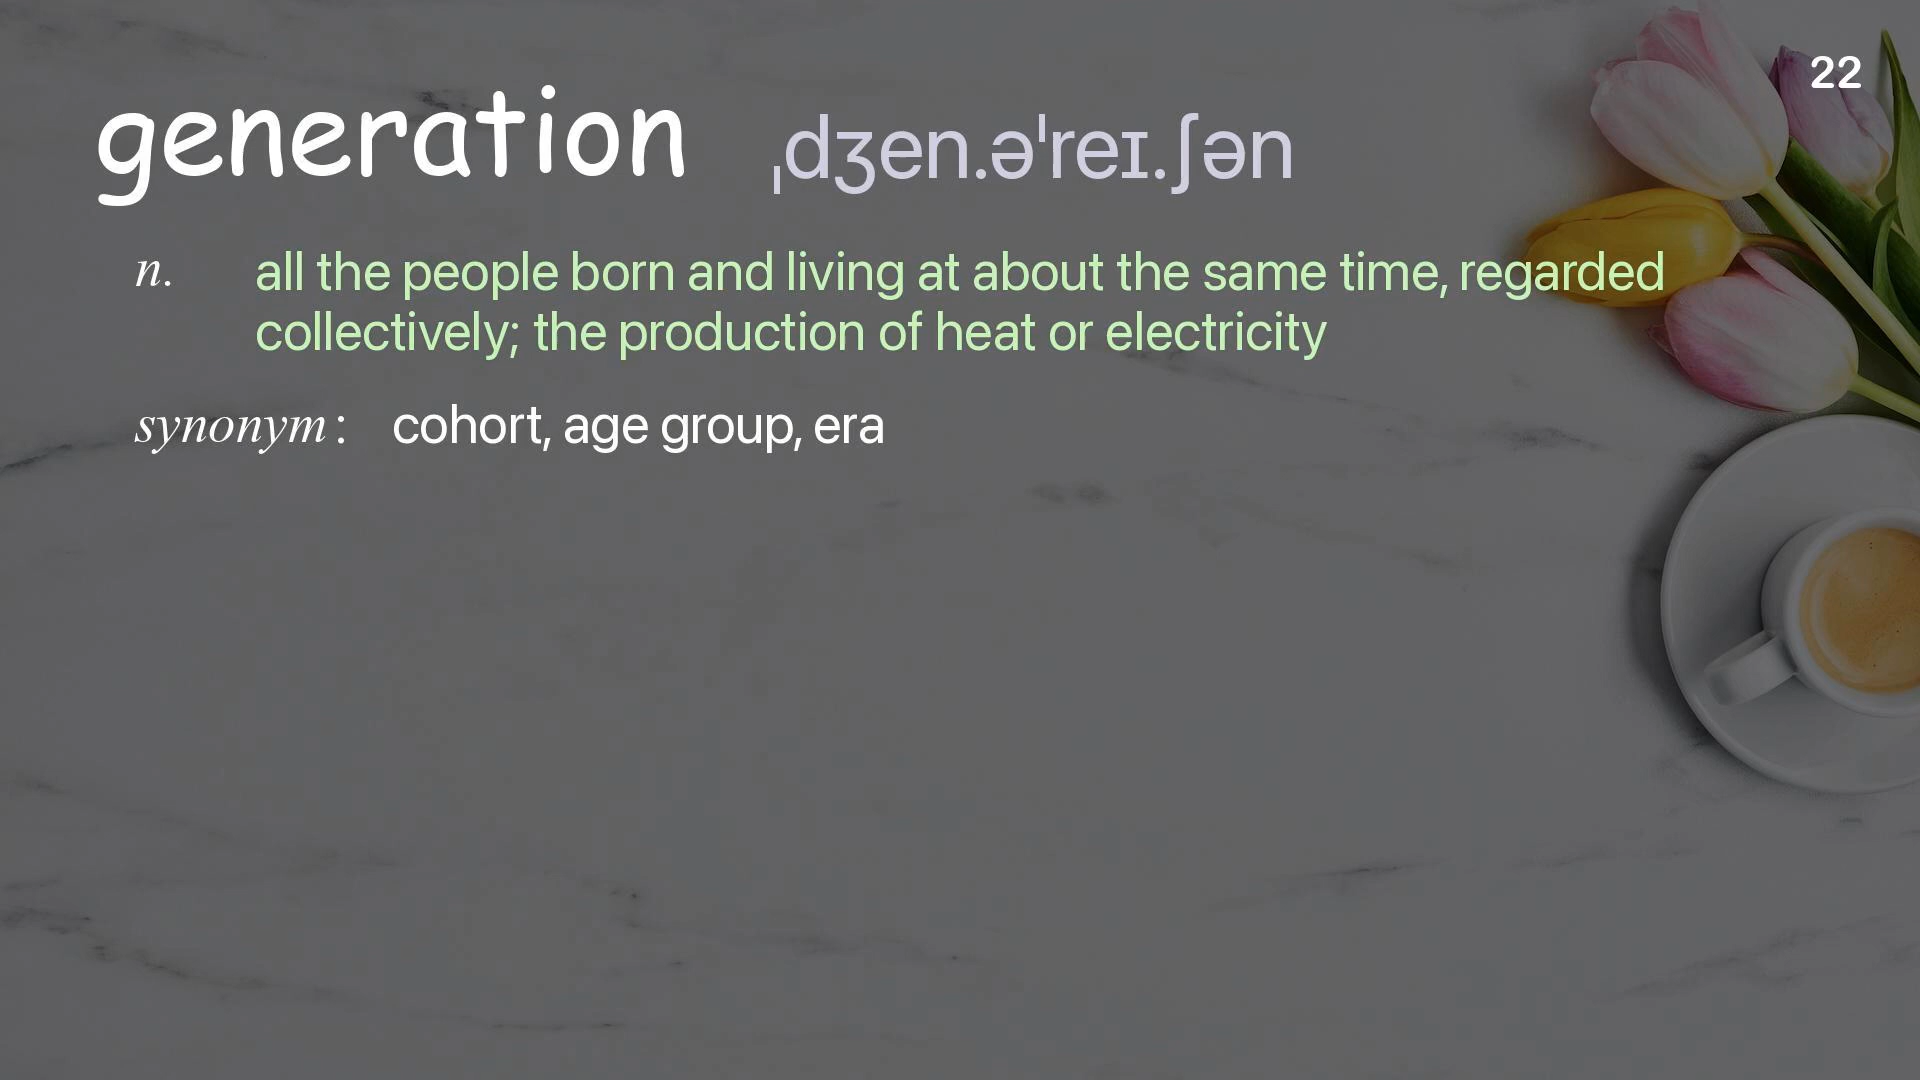 22
generation ˌdʒen.əˈreɪ.ʃən
n. all the people born and living at about the same time, regarded
collectively; the production of heat or electricity
synonym: cohort, age group, era